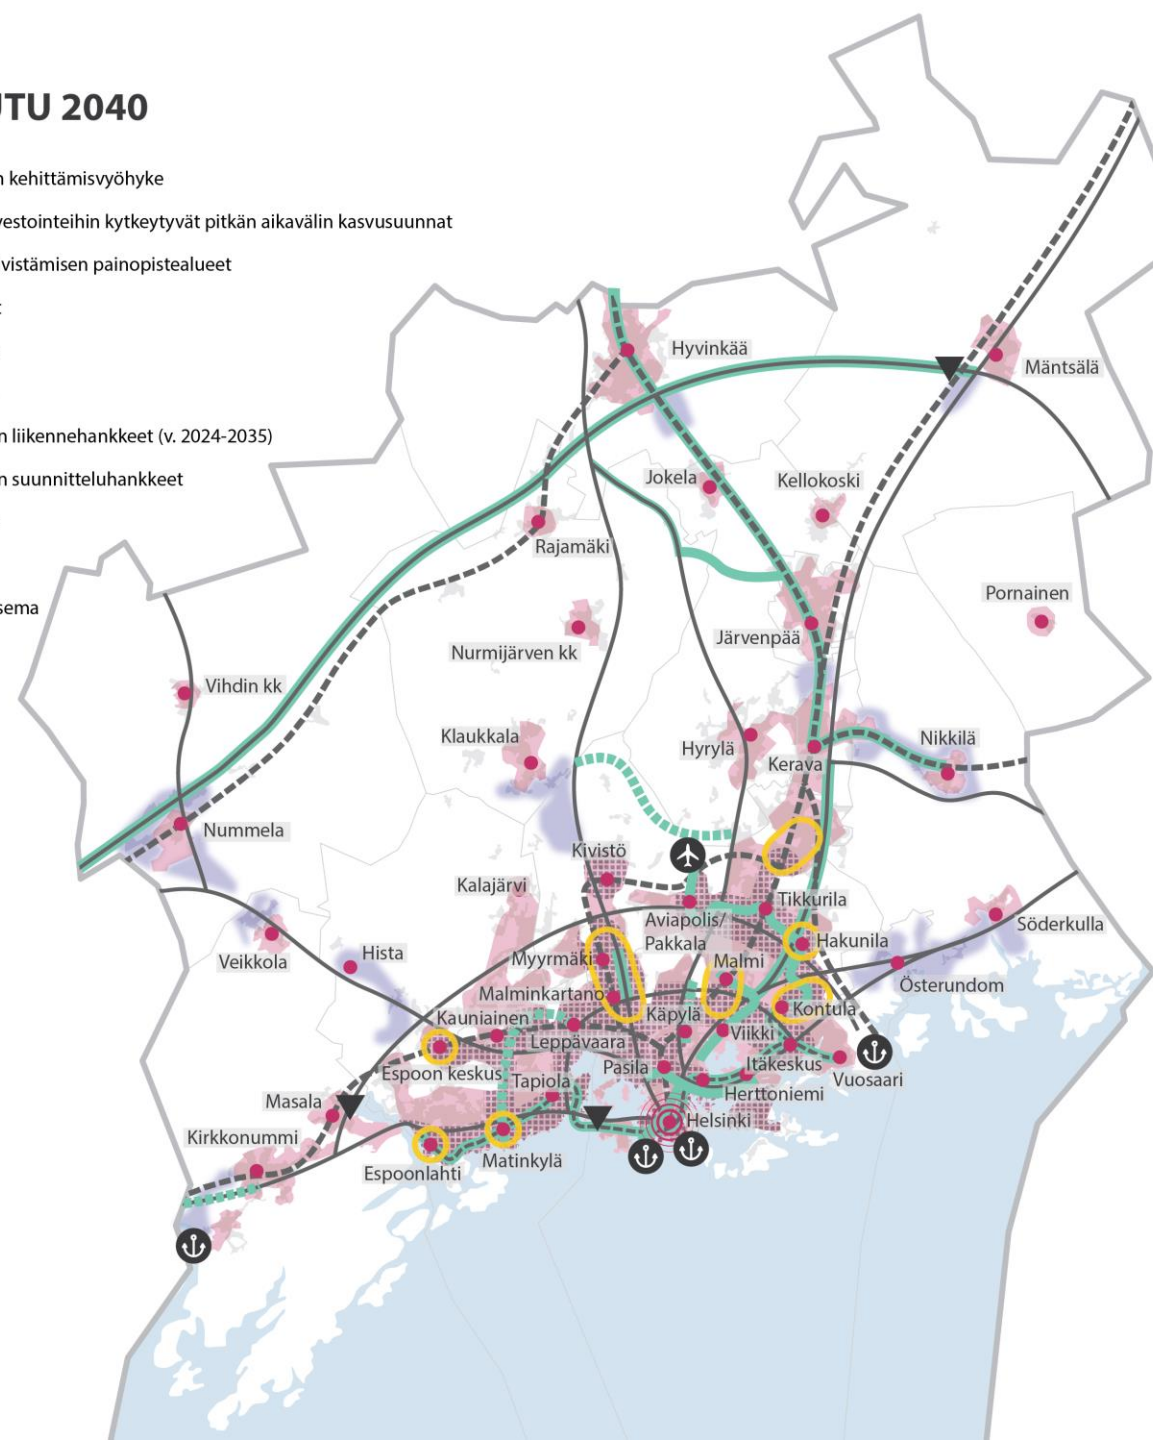 UTU 2040
n kehittämisvyöhyke
vestointeihin kytkeytyvät pitkän aikavälin kasvusuunnat
vistämisen painopistealueet
n liikennehankkeet (v. 2024-2035)
n suunnitteluhankkeet
sema
Hyvinkää
Mäntsälä
Jokela
Kellokoski
Rajamäki
Pornainen
Järvenpää
Nurmijärven kk
Vihdin kk
Klaukkala
Hyrylä
Nikkilä
Kerava
Nummela
Kivistö
Kalajärvi
Tikkurila
Aviapolis/
Pakkala
Söderkulla
Hakunila
Veikkola
Hista
Myyrmäki
Malmi
Österundom
Malminkartano
Kontula
Kauniainen
Käpylä
Leppävaara
Viikki
Itäkeskus
Espoon keskus
Pasila
Vuosaari
Tapiola
Herttoniemi
Masala
Helsinki
Kirkkonummi
Matinkylä
Espoonlahti